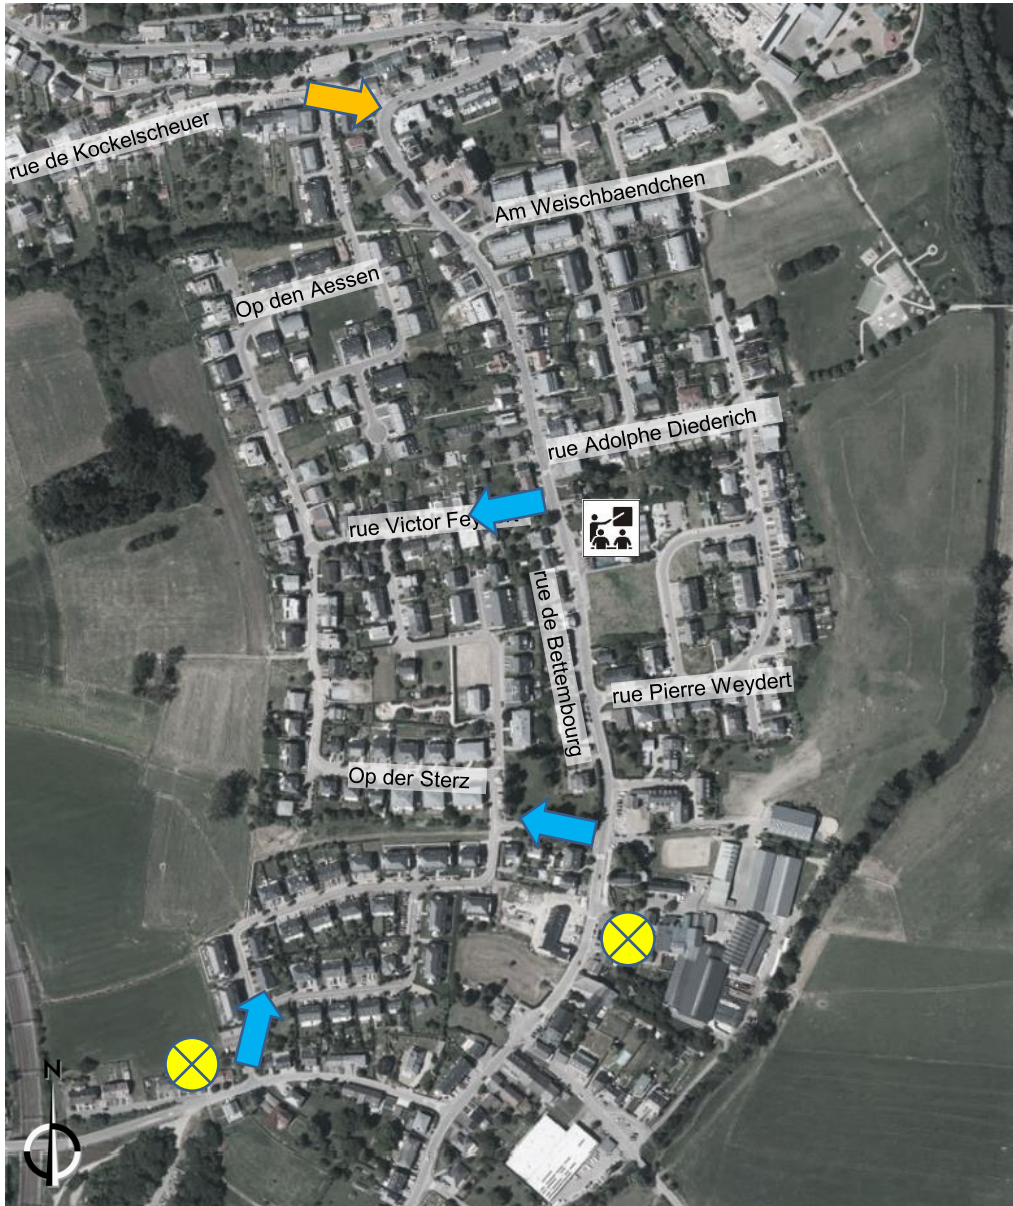 rue de Kockelscheuer
Am Weischbaendchen
Op den Aessen
rue Adolphe Diederich
rue Victor
rue de Bettembourg
rue Pierre Weydert
Op der Sterz
N